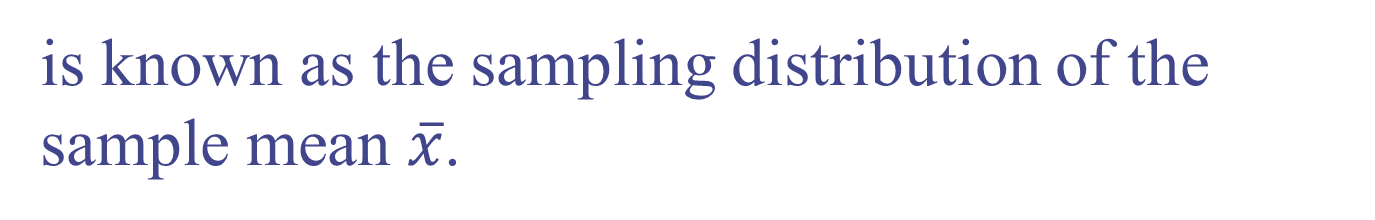 is known as the sampling distribution of the
sample mean x̅.